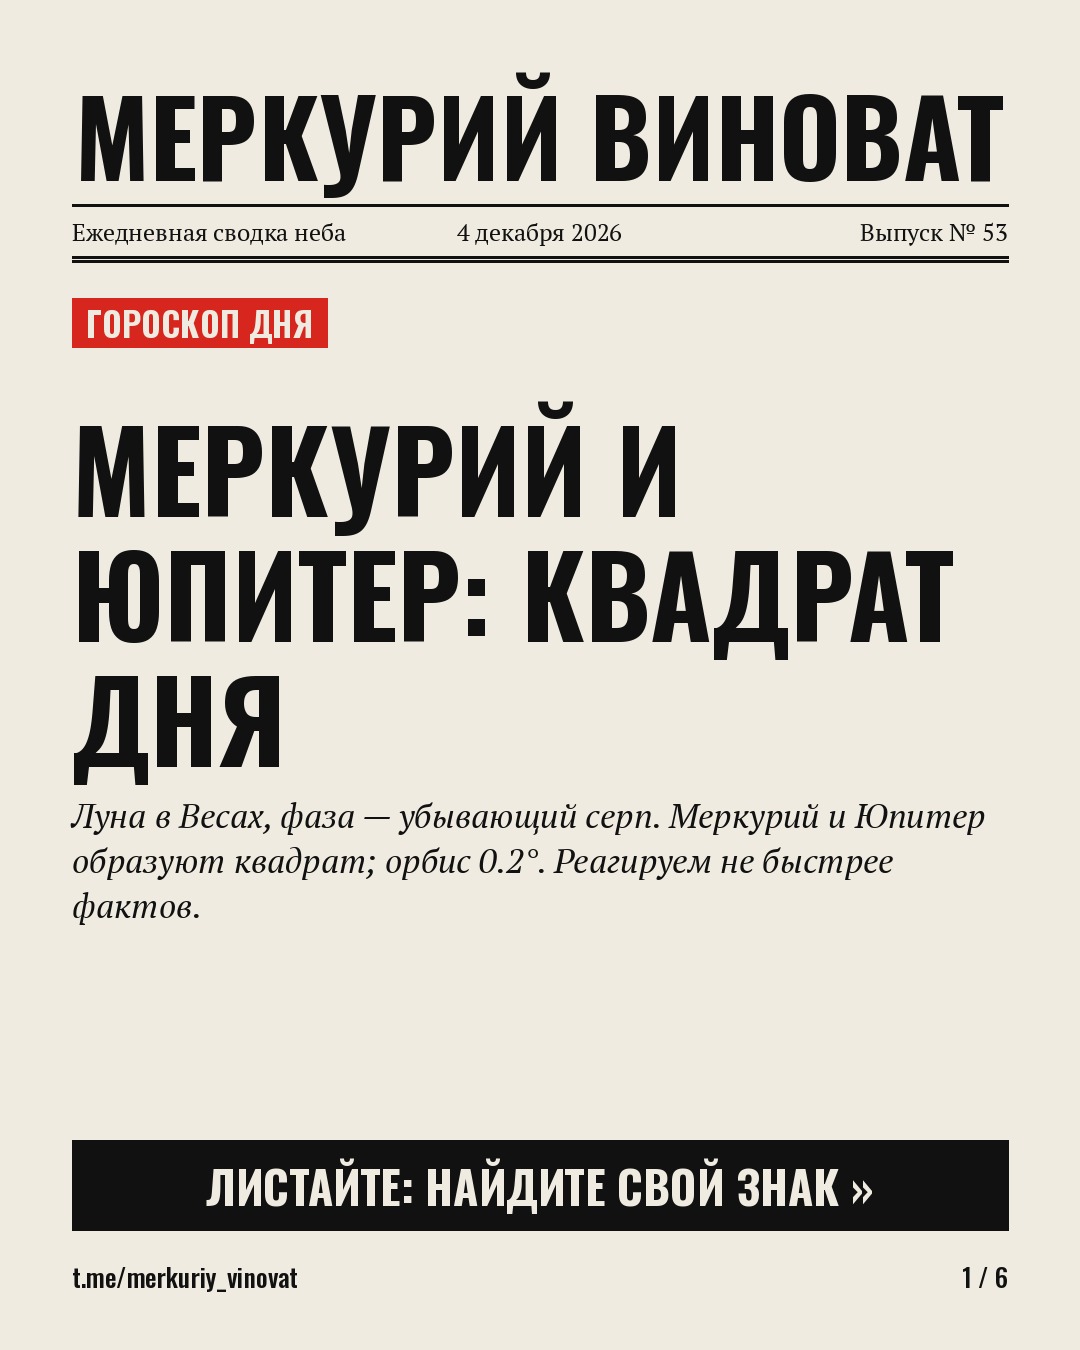 МЕРКУРИЙ ВИНОВАТ
Ежедневная сводка неба 4 декабря 2026 Выпуск № 53
ГОРОСКОП ДНЯ
МЕРКУРИЙ И
ЮПИТЕР: КВАДРАТ
ДНЯ
Луна в Весах, фаза — убывающий серп. Меркурий и Юпитер
образуют квадрат; орбис 0.2°. Реагируем не быстрее
фактов.
ЛИСТАЙТЕ: НАЙДИТЕ СВОЙ ЗНАК »
t.me/merkuriy_vinovat 1 / 6